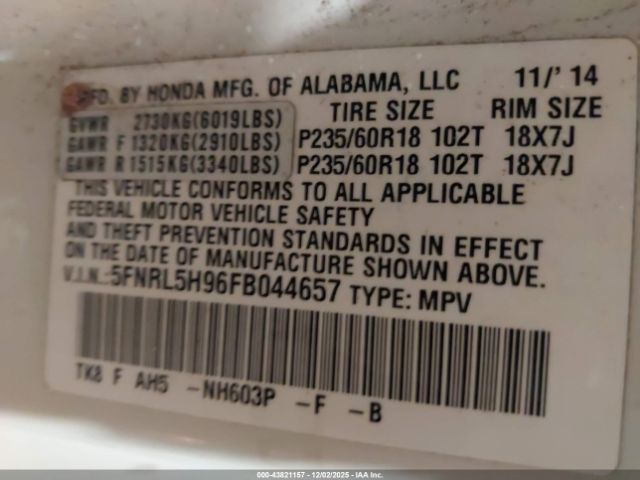 MFD. BY HONDA MFG. OF ALABAMA, LLC 11/'14
GVWR 2730KG(6019LBS) TIRE SIZE RIM SIZE
GAWR F 1320KG(2910LBS) P235/60R18 102T 18X7J
GAWR R 1515KG(3340LBS) P235/60R18 102T 18X7J
THIS VEHICLE CONFORMS TO ALL APPLICABLE
FEDERAL MOTOR VEHICLE SAFETY
AND THEFT PREVENTION STANDARDS IN EFFECT
ON THE DATE OF MANUFACTURE SHOWN ABOVE.
V.I.N.:5FNRL5H96FB044657 TYPE: MPV
TK8 F AH5 -NH603P -F -B
000-43821157 - 12/02/2025 - IAA Inc.